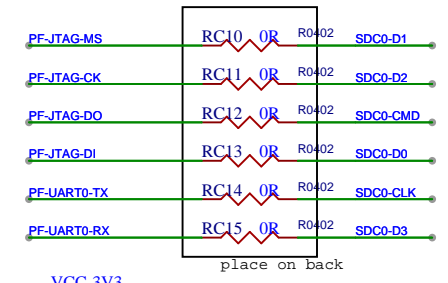 PF-JTAG-MS RC10 0R R0402 SDC0-D1
PF-JTAG-CK RC11 0R R0402 SDC0-D2
PF-JTAG-DO RC12 0R R0402 SDC0-CMD
PF-JTAG-DI RC13 0R R0402 SDC0-D0
PF-UART0-TX RC14 0R R0402 SDC0-CLK
PF-UART0-RX RC15 0R R0402 SDC0-D3
place on back
VCC-3V3